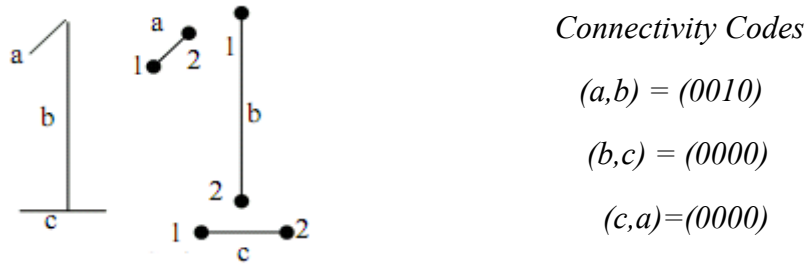 a
b
c
a
1
2
1
b
2
1
2
c
Connectivity Codes
(a,b) = (0010)
(b,c) = (0000)
(c,a)=(0000)